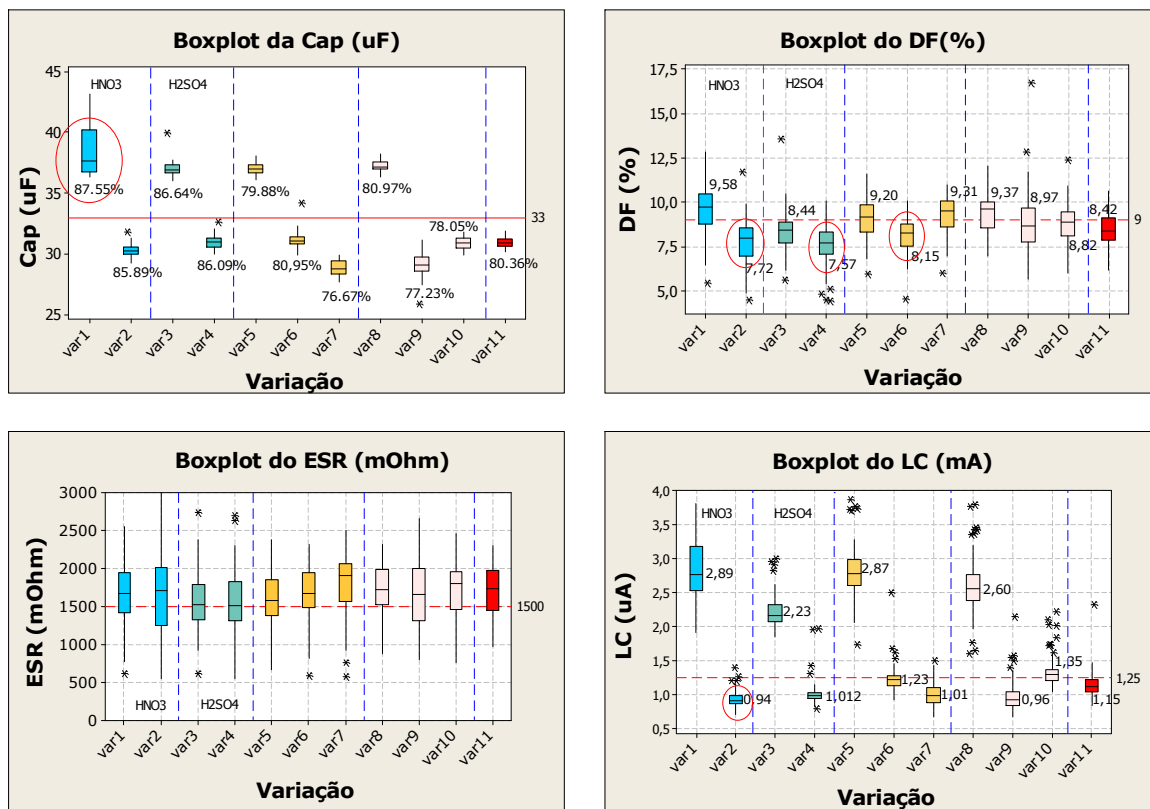 Boxplot da Cap (uF)
Cap (uF)
45
40
35
30
25
HNO3
H2SO4
87.55%
85.89%
86.64%
86.09%
79.88%
80,95%
76.67%
80.97%
77.23%
78.05%
80.36%
33
var1
var2
var3
var4
var5
var6
var7
var8
var9
var10
var11
Variação
Boxplot do DF(%)
DF (%)
17,5
15,0
12,5
10,0
7,5
5,0
HNO3
H2SO4
9,58
7,72
8,44
7,57
9,20
8,15
9,31
9,37
8,97
8,82
8,42
9
var1
var2
var3
var4
var5
var6
var7
var8
var9
var10
var11
Variação
Boxplot do ESR (mOhm)
ESR (mOhm)
3000
2500
2000
1500
1000
500
0
HNO3
H2SO4
1500
var1
var2
var3
var4
var5
var6
var7
var8
var9
var10
var11
Variação
Boxplot do LC (mA)
LC (uA)
4,0
3,5
3,0
2,5
2,0
1,5
1,0
0,5
HNO3
H2SO4
2,89
0,94
2,23
1,012
2,87
1,23
1,01
2,60
0,96
1,35
1,15
1,25
var1
var2
var3
var4
var5
var6
var7
var8
var9
var10
var11
Variação